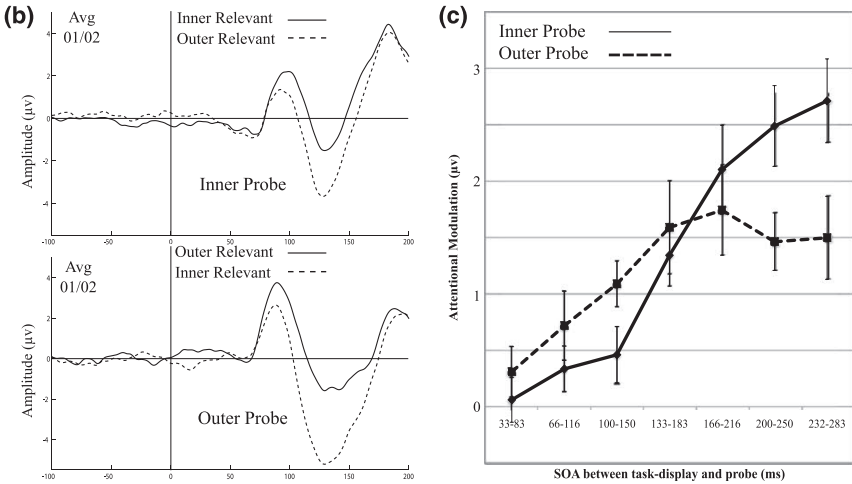 (b)
Avg
01/02
Inner Relevant
Outer Relevant
Amplitude (μv)
4
2
0
-2
-4
Inner Probe
-100
-50
0
50
100
150
200
Avg
01/02
Outer Relevant
Inner Relevant
Amplitude (μv)
4
2
0
-2
-4
-6
Outer Probe
-100
-50
0
50
100
150
200
(c)
Inner Probe
Outer Probe
Attentional Modulation (μv)
3
2
1
0
33-83
66-116
100-150
133-183
166-216
200-250
232-283
SOA between task-display and probe (ms)